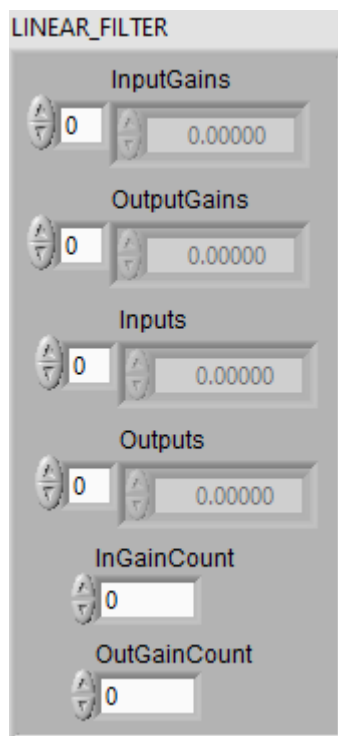 LINEAR_FILTER
InputGains
0 0.00000
OutputGains
0 0.00000
Inputs
0 0.00000
Outputs
0 0.00000
InGainCount
0
OutGainCount
0